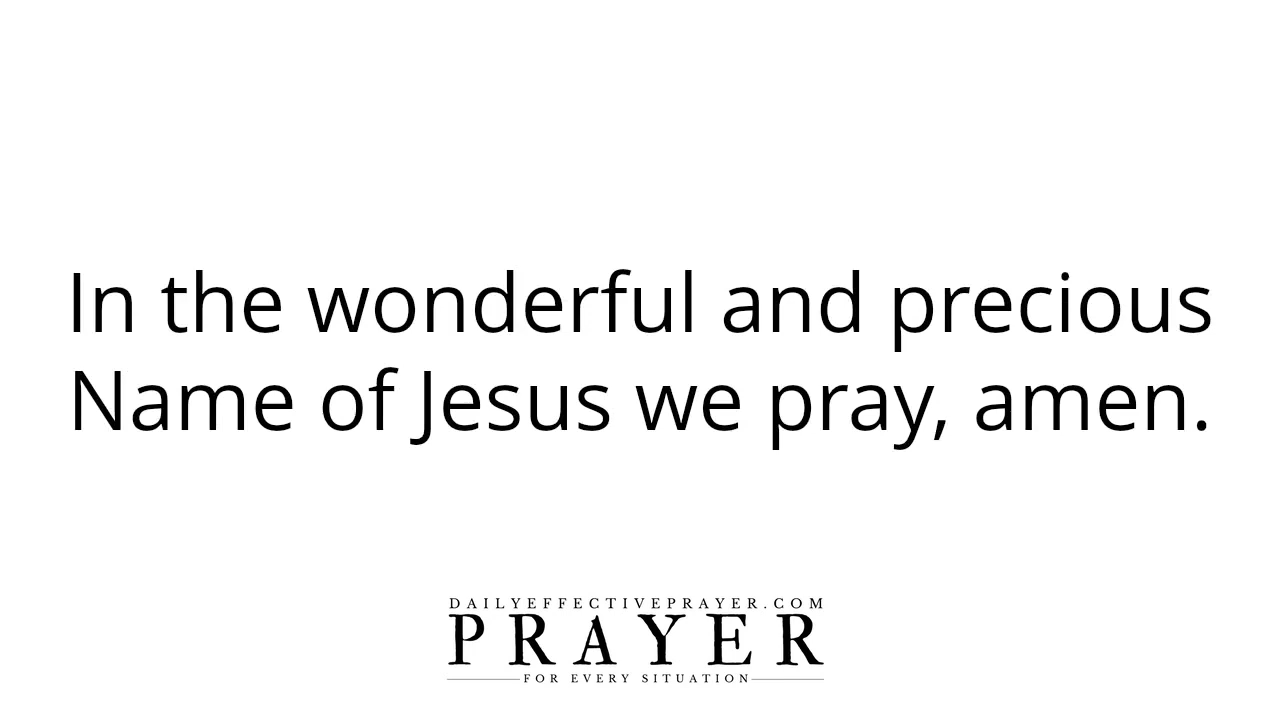 In the wonderful and precious
Name of Jesus we pray, amen.
DAILYEFFECTIVEPRAYER.COM
PRAYER
FOR EVERY SITUATION